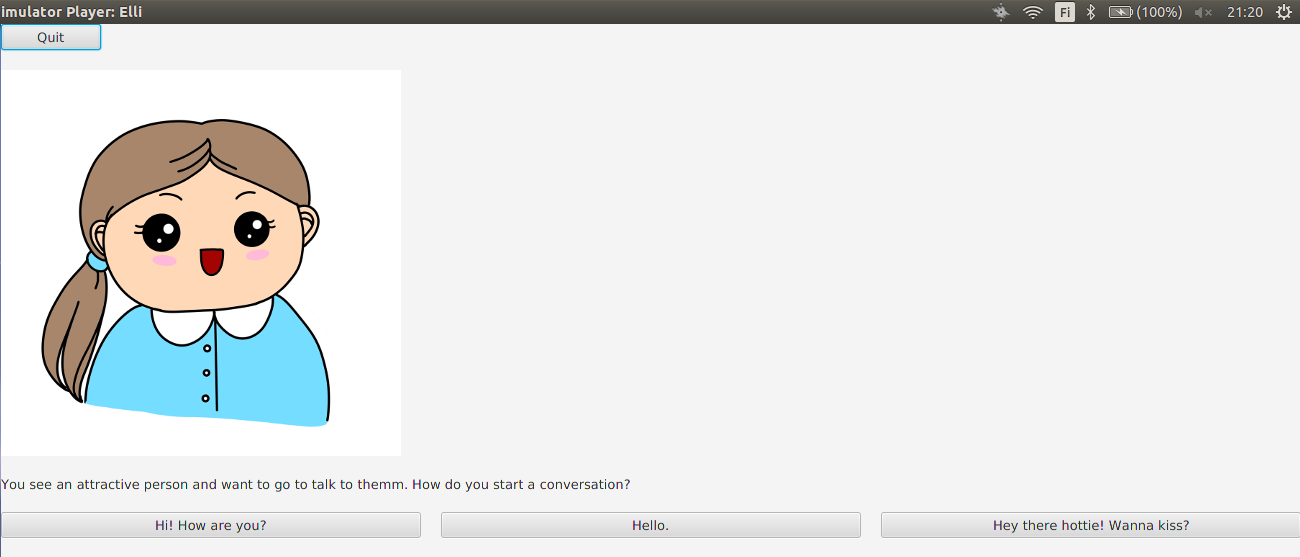 imulator Player: Elli
Fi
(100%)
21:20
Quit
You see an attractive person and want to go to talk to themm. How do you start a conversation?
Hi! How are you?
Hello.
Hey there hottie! Wanna kiss?